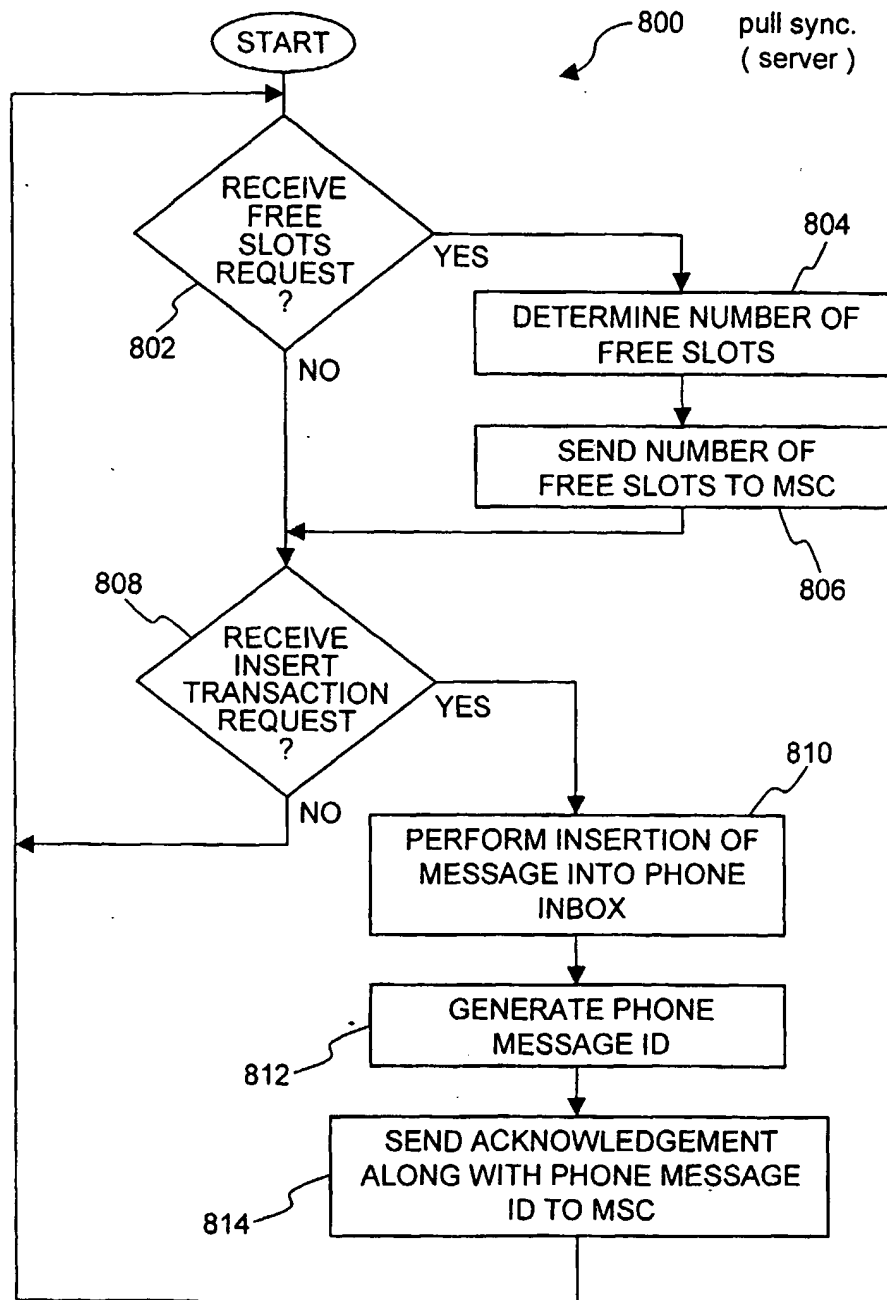 START
800
pull sync.
( server )
RECEIVE
FREE
SLOTS
REQUEST
?
802
YES
NO
804
DETERMINE NUMBER OF
FREE SLOTS
SEND NUMBER OF
FREE SLOTS TO MSC
806
808
RECEIVE
INSERT
TRANSACTION
REQUEST
?
YES
NO
810
PERFORM INSERTION OF
MESSAGE INTO PHONE
INBOX
GENERATE PHONE
MESSAGE ID
812
SEND ACKNOWLEDGEMENT
ALONG WITH PHONE MESSAGE
ID TO MSC
814